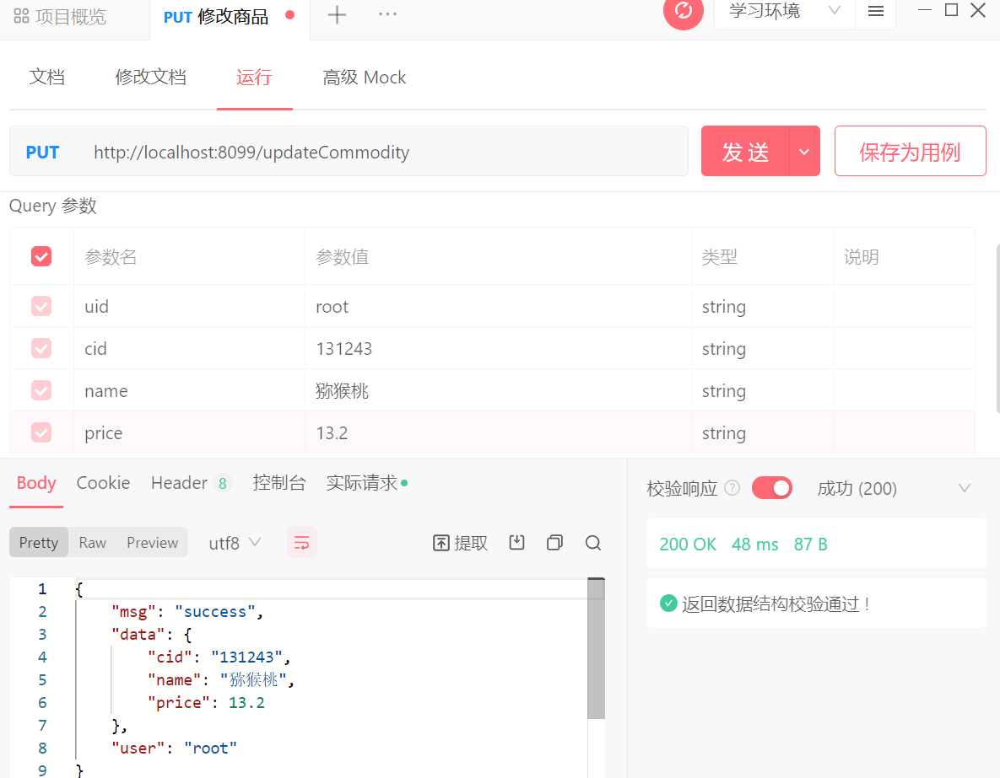 项目概览 PUT 修改商品 ··· 学习环境
文档 修改文档 运行 高级 Mock
PUT http://localhost:8099/updateCommodity 发 送 保存为用例
Query 参数
参数名 参数值 类型 说明
uid root string
cid 131243 string
name 猕猴桃 string
price 13.2 string
Body Cookie Header 8 控制台 实际请求 校验响应 ? 成功 (200)
Pretty Raw Preview utf8 提取 200 OK 48 ms 87 B
返回数据结构校验通过！
1 {
2 "msg": "success",
3 "data": {
4 "cid": "131243",
5 "name": "猕猴桃",
6 "price": 13.2
7 },
8 "user": "root"
9 }